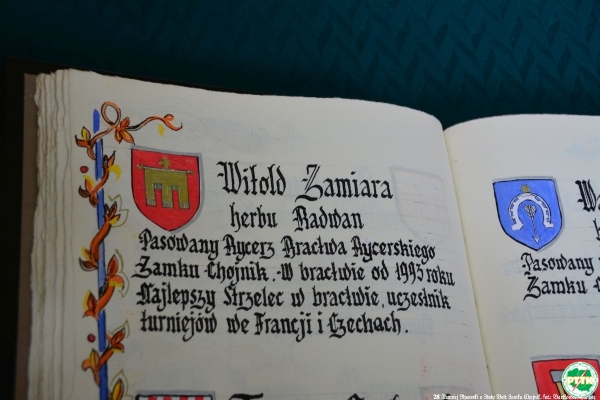 Witold Zamiara
herbu Radwan
Pasowany Rycerz Bractwa Rycerskiego
Zamku Chojnik. W bractwie od 1993 roku
Najlepszy Strzelec w bractwie, uczestnik
turniejów we Francji i Czechach.
Pasowany
Zamku
PTTK